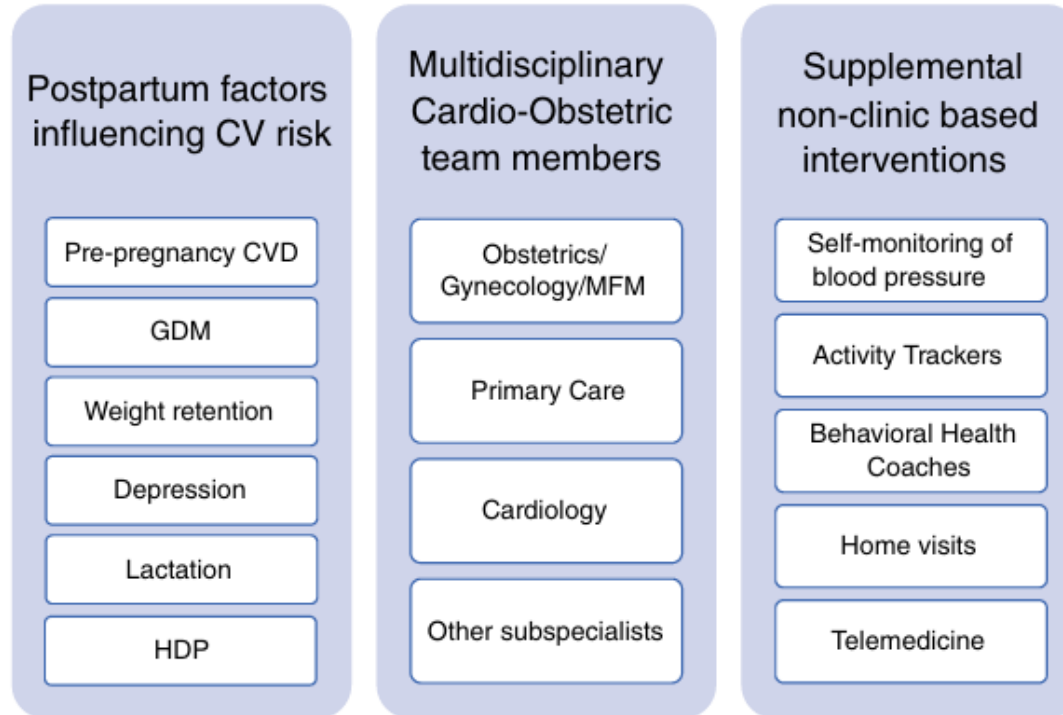 Postpartum factors
influencing CV risk
Pre-pregnancy CVD
GDM
Weight retention
Depression
Lactation
HDP
Multidisciplinary
Cardio-Obstetric
team members
Obstetrics/
Gynecology/MFM
Primary Care
Cardiology
Other subspecialists
Supplemental
non-clinic based
interventions
Self-monitoring of
blood pressure
Activity Trackers
Behavioral Health
Coaches
Home visits
Telemedicine